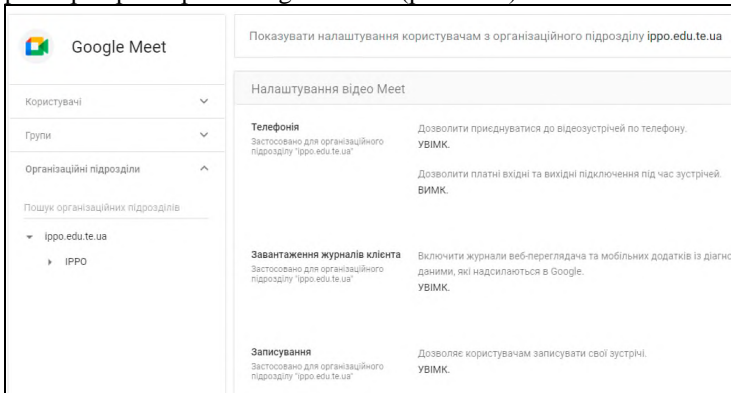 Google Meet
Користувачі
Групи
Організаційні підрозділи
Пошук організаційних підрозділів
ippo.edu.te.ua
IPPO
Показувати налаштування користувачам з організаційного підрозділу ippo.edu.te.ua
Налаштування відео Meet
Телефонія
Застосовано для організаційного
підрозділу "ippo.edu.te.ua"
Дозволити приєднуватися до відеозустрічей по телефону.
УВІМК.
Дозволити платні вхідні та вихідні підключення під час зустрічей.
ВИМК.
Завантаження журналів клієнта
Застосовано для організаційного
підрозділу "ippo.edu.te.ua"
Включити журнали веб-переглядача та мобільних додатків із діагно
даними, які надсилаються в Google.
УВІМК.
Записування
Застосовано для організаційного
підрозділу "ippo.edu.te.ua"
Дозволяє користувачам записувати свої зустрічі.
УВІМК.